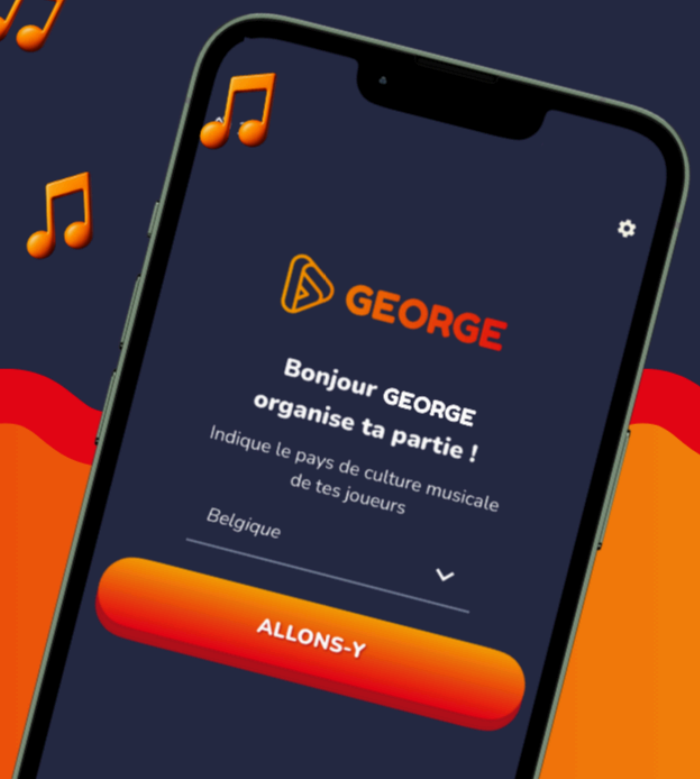 GEORGE
Bonjour GEORGE
organise ta partie !
Indique le pays de culture musicale
de tes joueurs
Belgique
ALLONS-Y